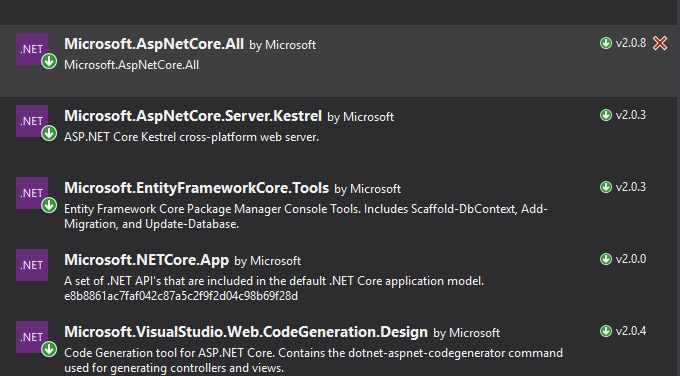 .NET Microsoft.AspNetCore.All by Microsoft v2.0.8
Microsoft.AspNetCore.All
.NET Microsoft.AspNetCore.Server.Kestrel by Microsoft v2.0.3
ASP.NET Core Kestrel cross-platform web server.
.NET Microsoft.EntityFrameworkCore.Tools by Microsoft v2.0.3
Entity Framework Core Package Manager Console Tools. Includes Scaffold-DbContext, Add-
Migration, and Update-Database.
.NET Microsoft.NETCore.App by Microsoft v2.0.0
A set of .NET API's that are included in the default .NET Core application model.
e8b8861ac7faf042c87a5c2f9f2d04c98b69f28d
.NET Microsoft.VisualStudio.Web.CodeGeneration.Design by Microsoft v2.0.4
Code Generation tool for ASP.NET Core. Contains the dotnet-aspnet-codegenerator command
used for generating controllers and views.